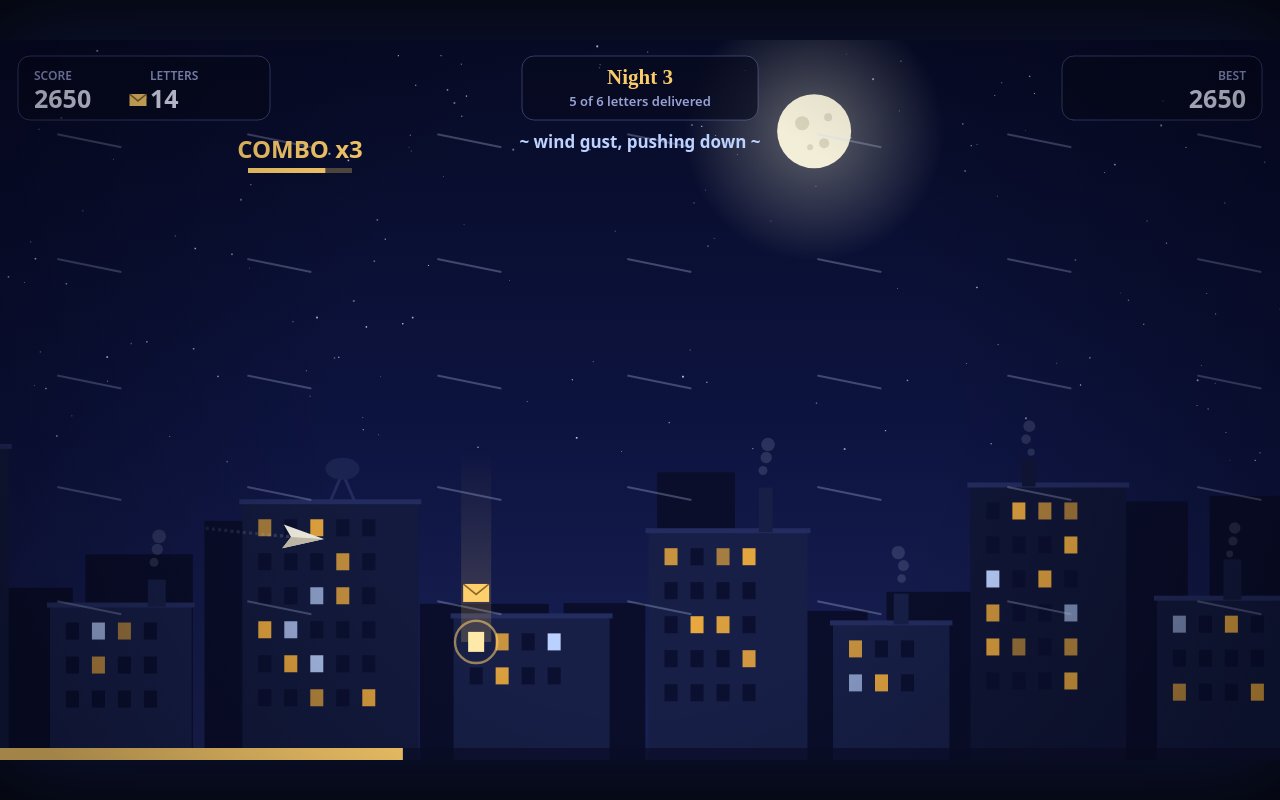 SCORE
2650
LETTERS
14
Night 3
5 of 6 letters delivered
BEST
2650
COMBO x3
~ wind gust, pushing down ~